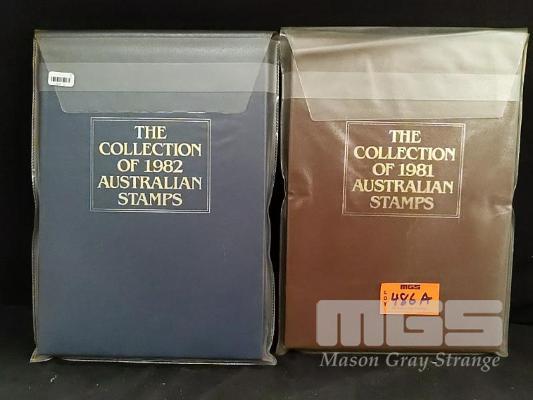 THE
COLLECTION
OF 1982
AUSTRALIAN
STAMPS
THE
COLLECTION
OF 1981
AUSTRALIAN
STAMPS
MGS
LOT
486A
MGS
Mason Gray Strange